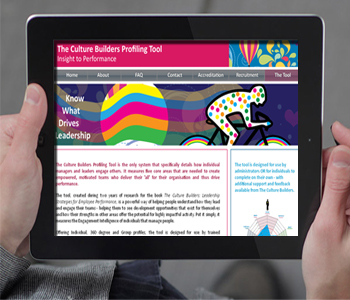 The Culture Builders Profiling Tool
Insight to Performance
Home About FAQ Contact Accreditation Recruitment The Tool
Know
What
Drives
Leadership
The Culture Builders Profiling Tool is the only system that specifically details how individual
managers and leaders engage others. It measures five core areas that are needed to create
empowered, motivated teams who deliver their 'all' for their organisation and thus drive
performance.
The tool, created during two years of research for the book The Culture Builders: Leadership
Strategies for Employee Performance, is a powerful way of helping people understand how they lead
and engage their teams - helping them to see development opportunities that exist for themselves
and how their strengths in other areas offer the potential for highly impactful activity. Put it simply, it
measures the Engagement Intelligence of individuals that manage people.
Offering Individual, 360 degree and Group profiling, The tool is designed for use by trained
The tool is designed for use by
administrators OR for individuals to
complete on their own - with
additional support and feedback
available from The Culture Builders.